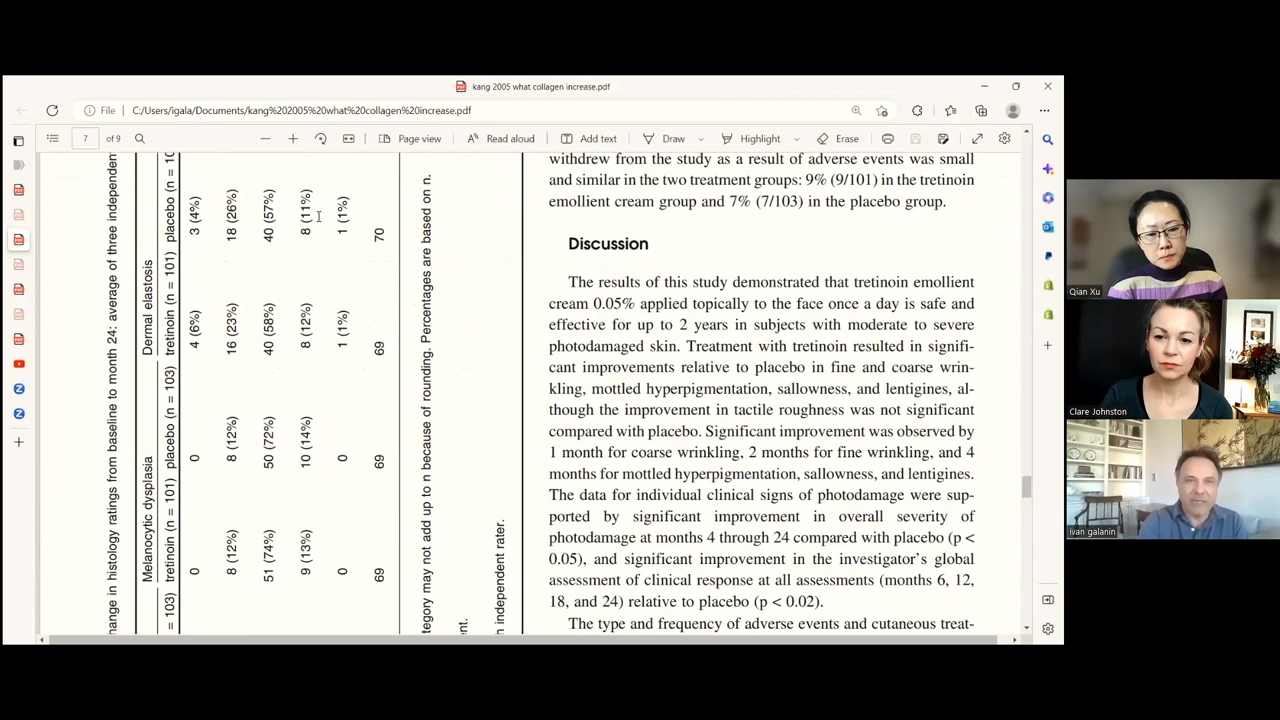 kang 2005 what collagen increase.pdf
File
C:/Users/igala/Documents/kang%202005%20what%20collagen%20increase.pdf
7 of 9
Page view
Read aloud
Add text
Draw
Highlight
Erase
hange in histology ratings from baseline to month 24: average of three independen
Melanocytic dysplasia
Dermal elastosis
= 103)
tretinoin (n = 101)
placebo (n = 103)
tretinoin (n = 101)
placebo (n = 10
0
0
4 (6%)
3 (4%)
8 (12%)
8 (12%)
16 (23%)
18 (26%)
51 (74%)
50 (72%)
40 (58%)
40 (57%)
9 (13%)
10 (14%)
8 (12%)
8 (11%)
0
0
1 (1%)
1 (1%)
69
69
69
70
tegory may not add up to n because of rounding. Percentages are based on n.
nt.
h independent rater.
withdrew from the study as a result of adverse events was small
and similar in the two treatment groups: 9% (9/101) in the tretinoin
emollient cream group and 7% (7/103) in the placebo group.
Discussion
The results of this study demonstrated that tretinoin emollient
cream 0.05% applied topically to the face once a day is safe and
effective for up to 2 years in subjects with moderate to severe
photodamaged skin. Treatment with tretinoin resulted in signifi-
cant improvements relative to placebo in fine and coarse wrin-
kling, mottled hyperpigmentation, sallowness, and lentigines, al-
though the improvement in tactile roughness was not significant
compared with placebo. Significant improvement was observed by
1 month for coarse wrinkling, 2 months for fine wrinkling, and 4
months for mottled hyperpigmentation, sallowness, and lentigines.
The data for individual clinical signs of photodamage were sup-
ported by significant improvement in overall severity of
photodamage at months 4 through 24 compared with placebo (p <
0.05), and significant improvement in the investigator's global
assessment of clinical response at all assessments (months 6, 12,
18, and 24) relative to placebo (p < 0.02).
The type and frequency of adverse events and cutaneous treat-
Qian Xu
Clare Johnston
ivan galanin